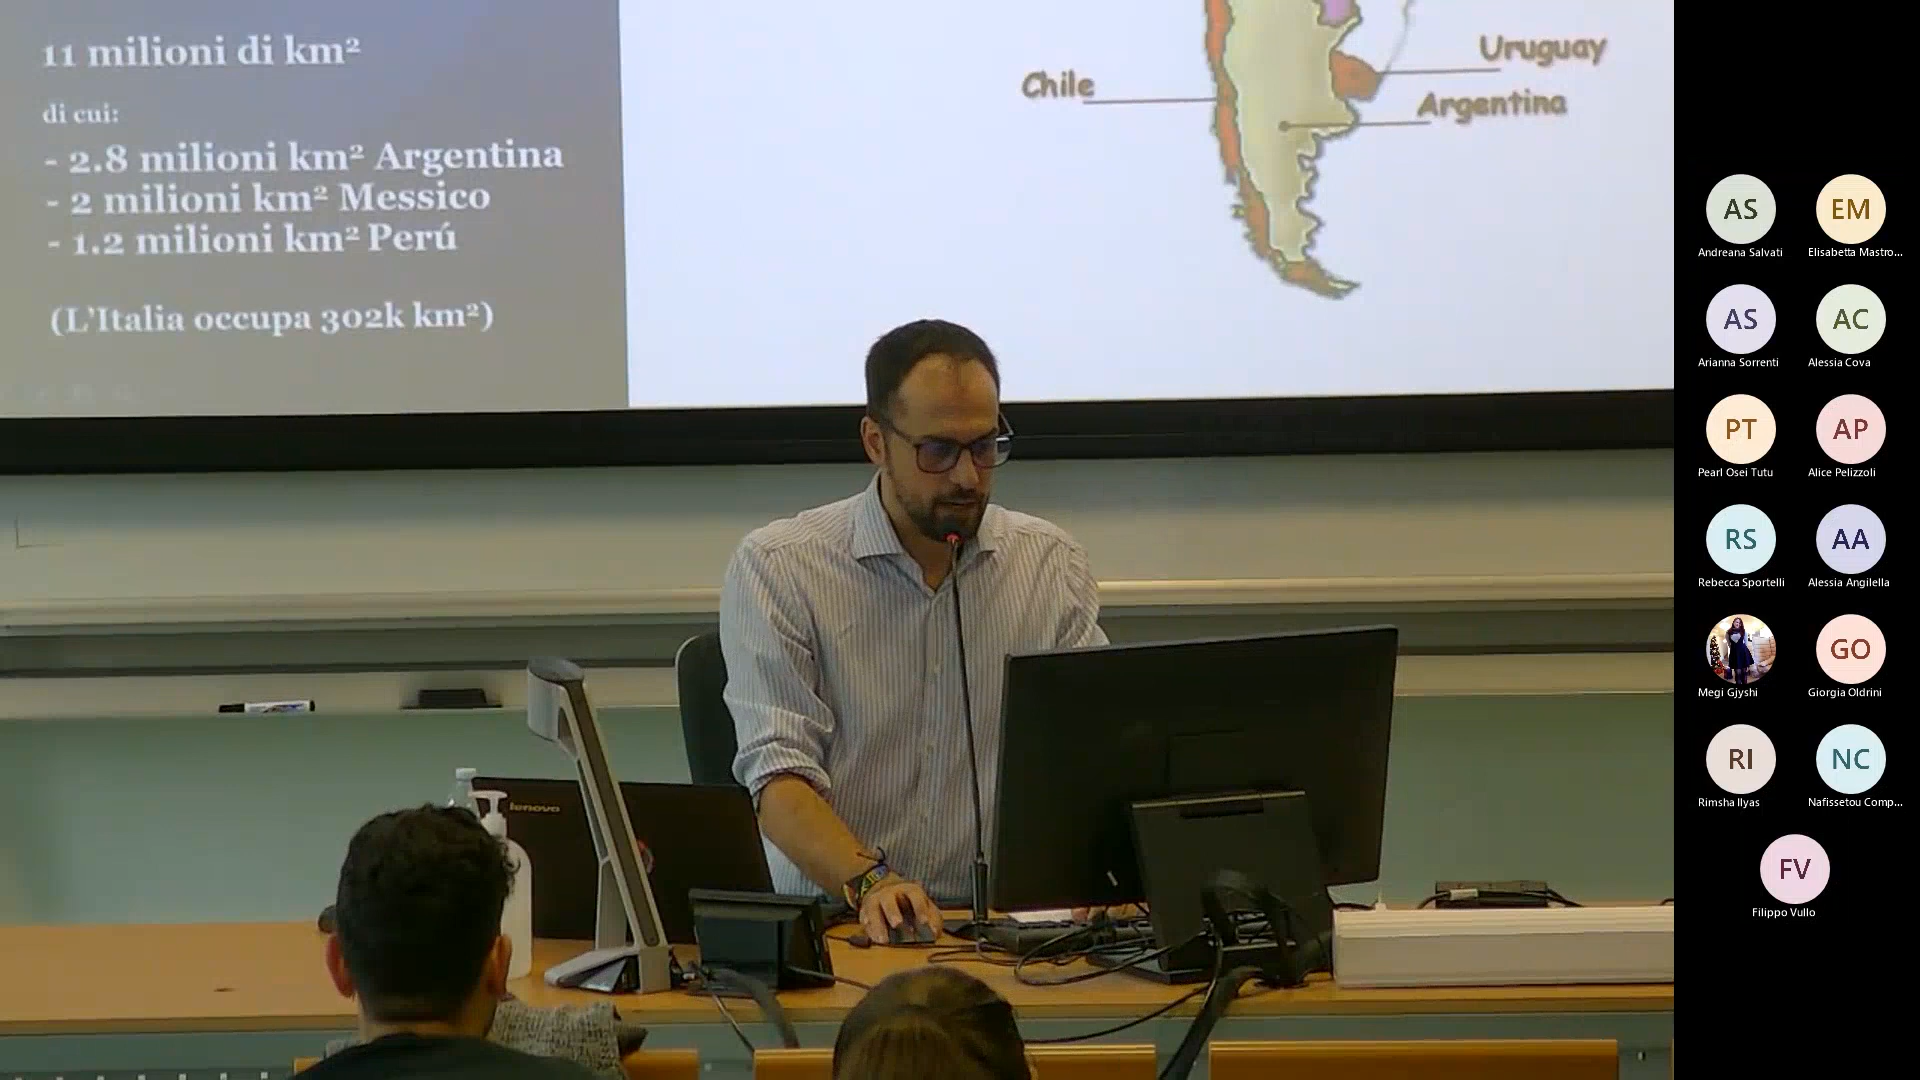 11 milioni di km²
di cui:
- 2.8 milioni km² Argentina
- 2 milioni km² Messico
- 1.2 milioni km² Perú
(L'Italia occupa 302k km²)
Chile
Uruguay
Argentina
lenovo
AS
EM
Andreana Salvati
Elisabetta Mastro...
AS
AC
Arianna Sorrenti
Alessia Cova
PT
AP
Pearl Osei Tutu
Alice Pelizzoli
RS
AA
Rebecca Sportelli
Alessia Angilella
GO
Megi Gjyshi
Giorgia Oldrini
RI
NC
Rimsha Ilyas
Nafissetou Comp...
FV
Filippo Vullo